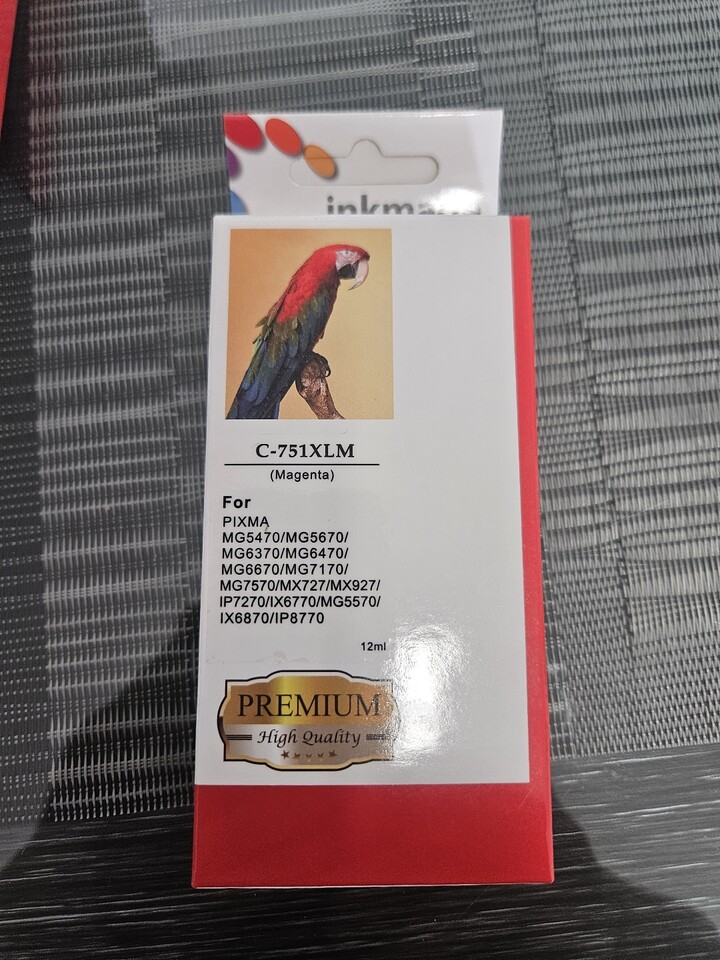 C-751XLM
(Magenta)
For
PIXMA
MG5470/MG5670/
MG6370/MG6470/
MG6670/MG7170/
MG7570/MX727/MX927/
IP7270/IX6770/MG5570/
IX6870/IP8770
12ml
PREMIUM
High Quality